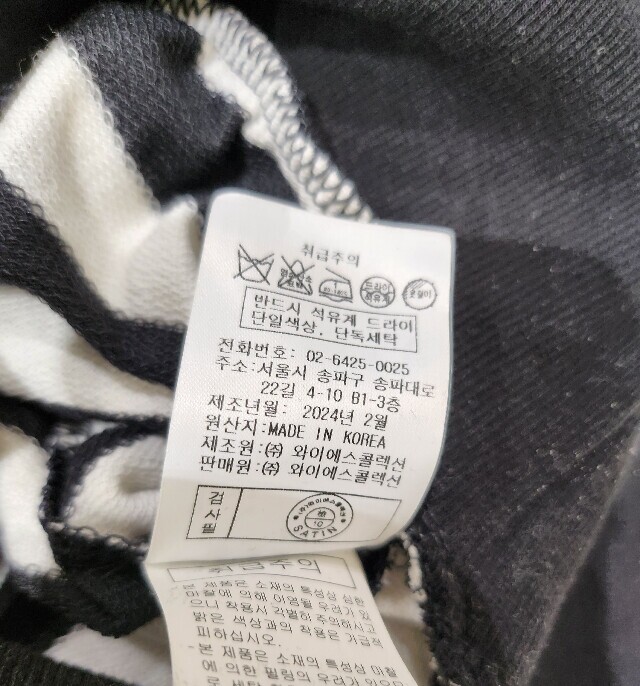 취급주의
드라이
석유계
반드시 석유계 드라이
단일색상, 단독세탁
전화번호: 02-6425-0025
주소:서울시 송파구 송파대로
22길 4-10 B1-3층
제조년월: 2024년 2월
원산지:MADE IN KOREA
제조원:㈜ 와이에스콜렉션
판매원:㈜ 와이에스콜렉션
검사필
10
SATIN
취급주의
본 제품은 소재의 특성상 심한
마찰에 의해 이염될 우려가 있
으니 착용시 각별히 주의하시고
밝은 색상과의 착용은 가급적
피하십시오.
-본 제품은 소재의 특성상 마찰
에 의한 필링의 우려가 있으므